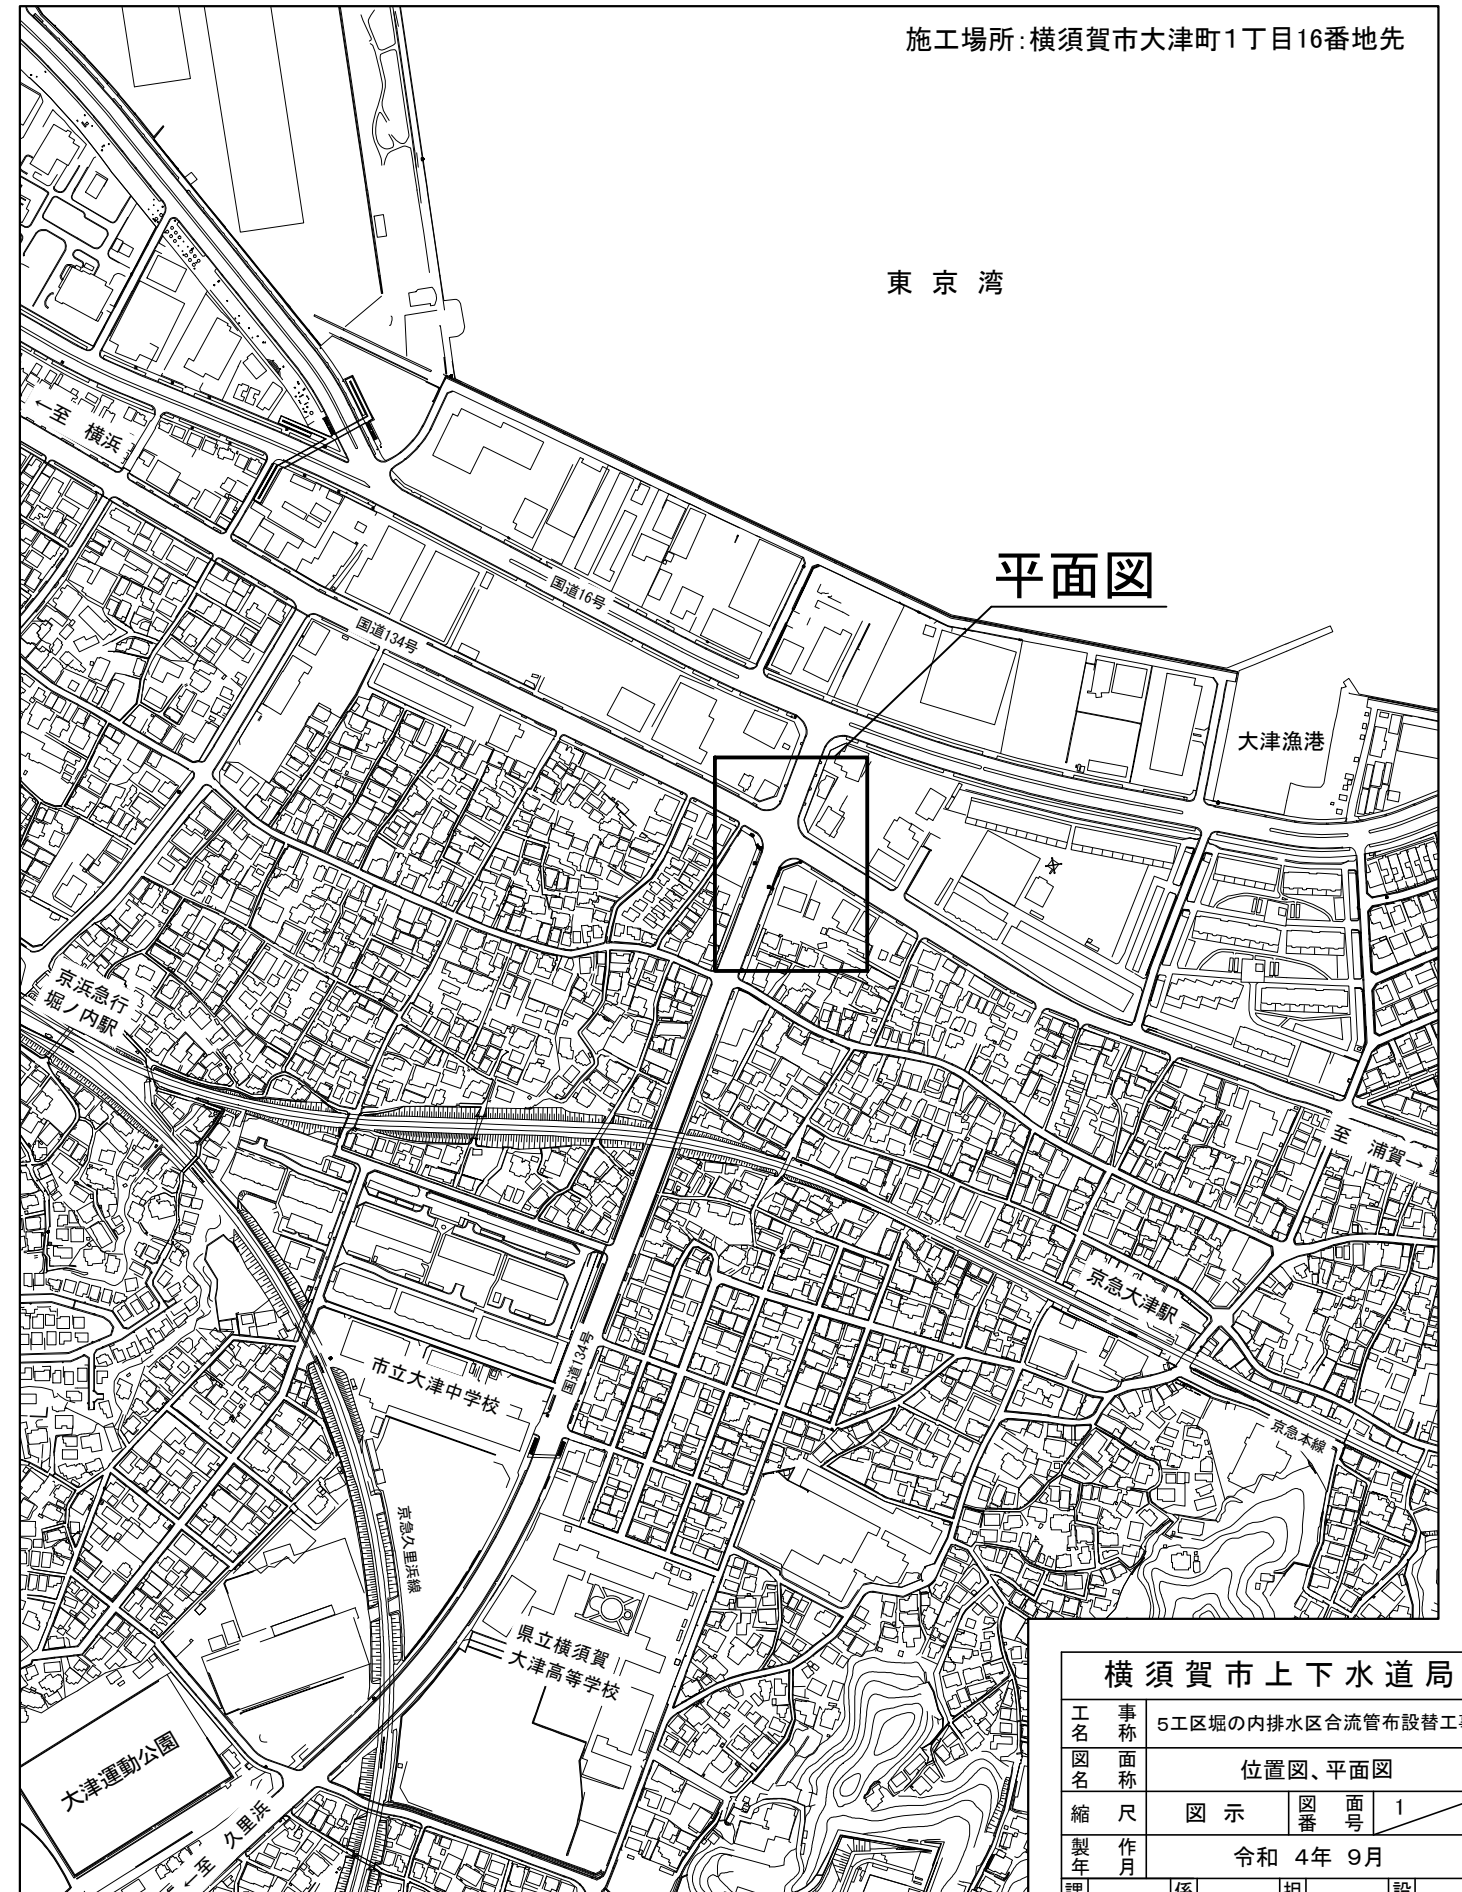 施工場所:横須賀市大津町1丁目16番地先
東京湾
←至 横浜
平面図
国道16号
国道134号
大津漁港
京浜急行
堀ノ内駅
至 浦賀→
京急大津駅
国道134号
市立大津中学校
京急本線
京急久里浜線
県立横須賀
大津高等学校
大津運動公園
←至 久里浜
横須賀市上下水道局
工事名称 5工区堀の内排水区合流管布設替工
図面名称 位置図、平面図
縮尺 図示 図面番号 1
製作年月 令和 4年 9月
課 係 担 設